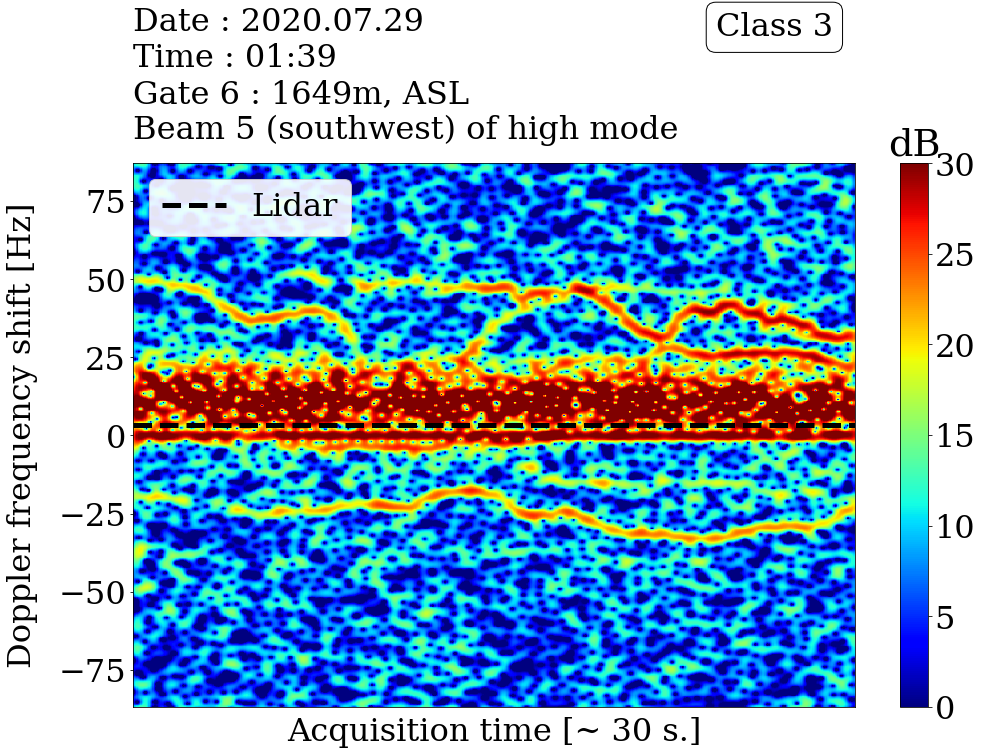 Date : 2020.07.29
Time : 01:39
Gate 6 : 1649m, ASL
Beam 5 (southwest) of high mode
Class 3
dB
Lidar
Doppler frequency shift [Hz]
75
50
25
0
−25
−50
−75
30
25
20
15
10
5
0
Acquisition time [~ 30 s.]